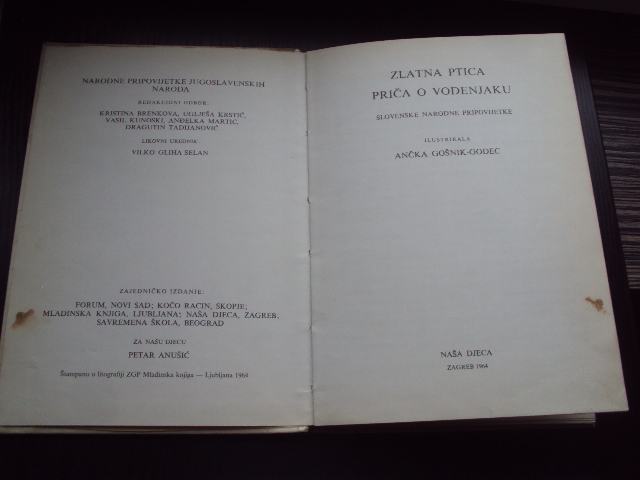 NARODNE PRIPOVIJETKE JUGOSLAVENSKIH
NARODA
REDAKCIONI ODBOR:
KRISTINA BRENKOVA, UGLJEŠA KRSTIĆ,
VASIL KUNOSKI, ANĐELKA MARTIĆ,
DRAGUTIN TADIJANOVIĆ
LIKOVNI UREDNIK
VILKO GLIHA SELAN
ZAJEDNIČKO IZDANJE:
FORUM, NOVI SAD; KOČO RACIN, SKOPJE;
MLADINSKA KNJIGA, LJUBLJANA; NAŠA DJECA, ZAGREB,
SAVREMENA ŠKOLA, BEOGRAD
ZA NAŠU DJECU
PETAR ANUŠIĆ
Štampano u litografiji ZGP Mladinska knjiga — Ljubljana 1964
ZLATNA PTICA
PRIČA O VODENJAKU
SLOVENSKE NARODNE PRIPOVIJETKE
ILUSTRIRALA
ANČKA GOŠNIK-GODEC
NAŠA DJECA
ZAGREB 1964